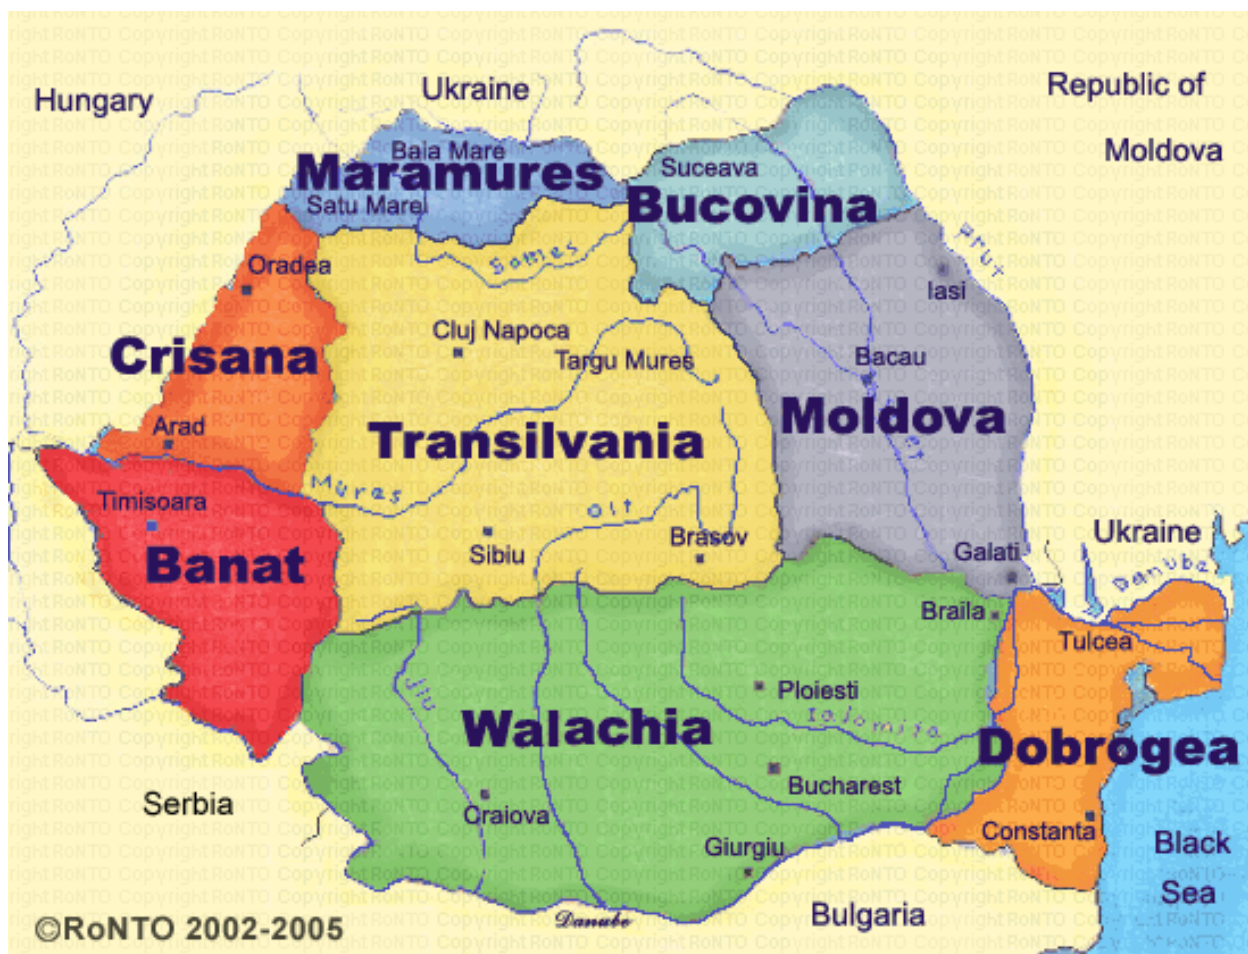 Hungary
Ukraine
Republic of
Moldova
Baia Mare
Maramures
Satu Mare
Suceava
Bucovina
Somes
Prut
Oradea
Iasi
Cluj Napoca
Targu Mures
Bacau
Crisana
Moldova
Arad
Transilvania
Mures
Timisoara
Olt
Banat
Sibiu
Brasov
Galati
Ukraine
Danube
Braila
Tulcea
Jiu
Ploiesti
Ialomita
Walachia
Dobrogea
Bucharest
Serbia
Craiova
Constanta
Giurgiu
Black
Sea
Bulgaria
Danube
©RoNTO 2002-2005
Copyright RoNTO